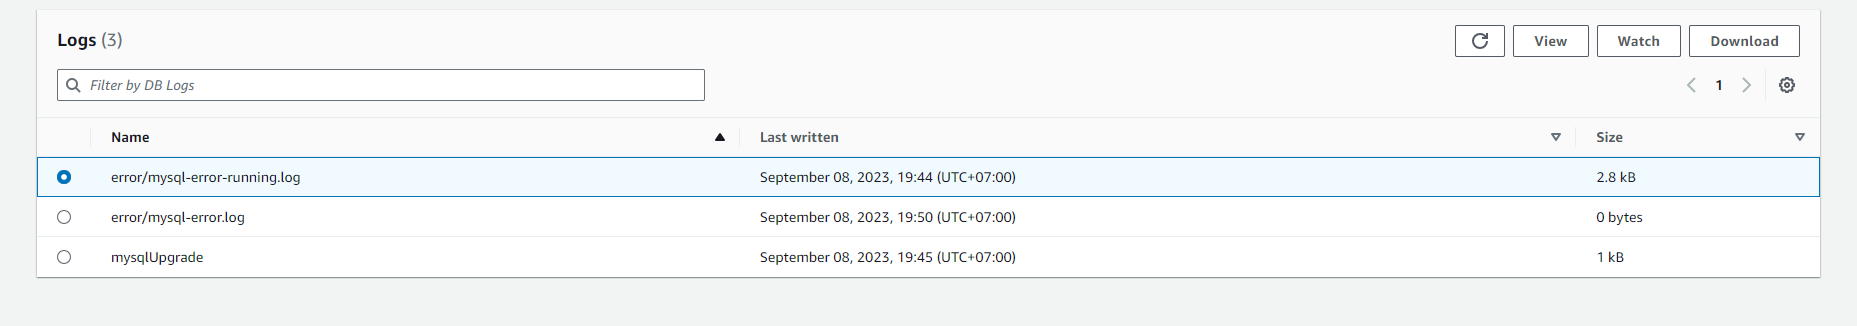 Logs (3)
View
Watch
Download
Filter by DB Logs
1
Name
Last written
Size
error/mysql-error-running.log
September 08, 2023, 19:44 (UTC+07:00)
2.8 kB
error/mysql-error.log
September 08, 2023, 19:50 (UTC+07:00)
0 bytes
mysqlUpgrade
September 08, 2023, 19:45 (UTC+07:00)
1 kB